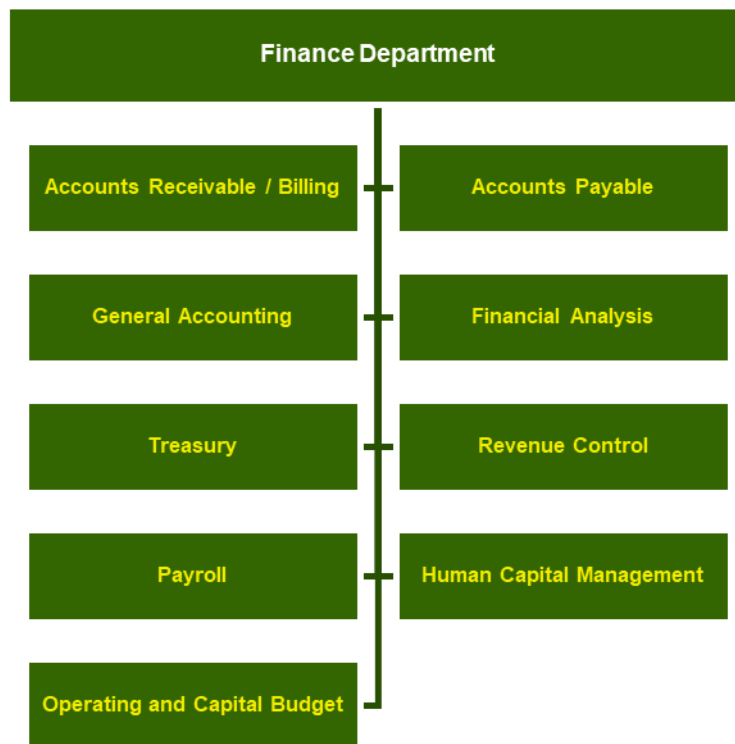 Finance Department
Accounts Receivable / Billing
Accounts Payable
General Accounting
Financial Analysis
Treasury
Revenue Control
Payroll
Human Capital Management
Operating and Capital Budget